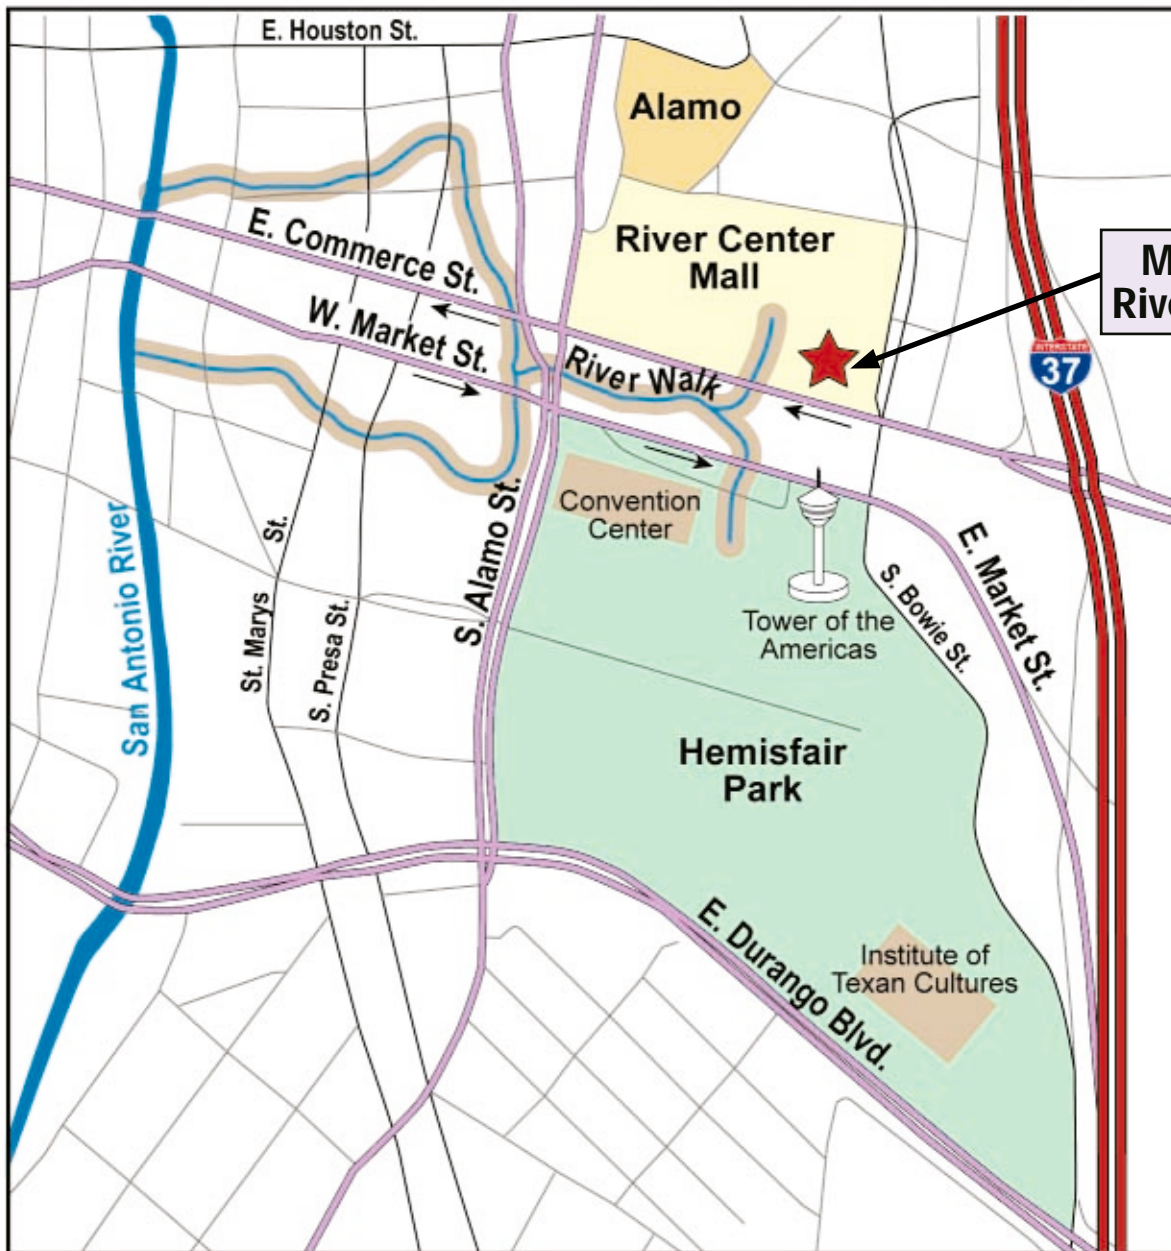 E. Houston St.
Alamo
E. Commerce St.
River Center
Mall
M
Rive
W. Market St.
River Walk
INTERSTATE
37
Convention
Center
San Antonio River
St. Marys
St.
S. Presa St.
S. Alamo St.
Tower of the
Americas
S. Bowie St.
E. Market St.
Hemisfair
Park
E. Durango Blvd.
Institute of
Texan Cultures